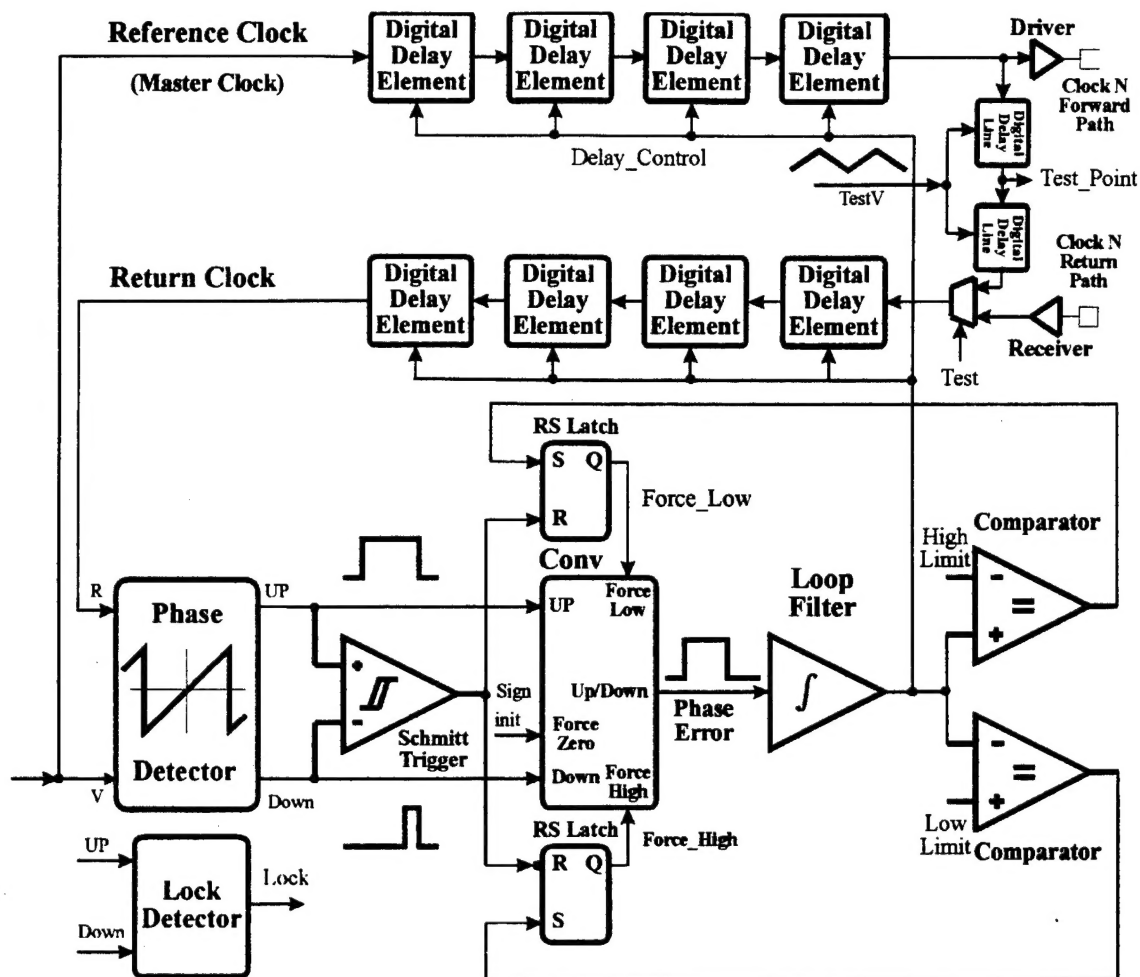 Reference Clock
(Master Clock)
Digital
Delay
Element
Digital
Delay
Element
Digital
Delay
Element
Digital
Delay
Element
Driver
Clock N
Forward
Path
Delay_Control
TestV
Digital
Delay
Line
Test_Point
Digital
Delay
Line
Clock N
Return
Path
Return Clock
Digital
Delay
Element
Digital
Delay
Element
Digital
Delay
Element
Digital
Delay
Element
Receiver
Test
RS Latch
S Q
R
Force_Low
Conv
Comparator
High
Limit
-
=
+
Loop
Filter
∫
R
Phase
Detector
V
UP
Down
+
-
Schmitt
Trigger
Sign
init
UP
Force
Low
Up/Down
Force
Zero
Down
Force
High
Phase
Error
-
=
+
Low
Limit
Comparator
RS Latch
R Q
S
Force_High
UP
Down
Lock
Detector
Lock